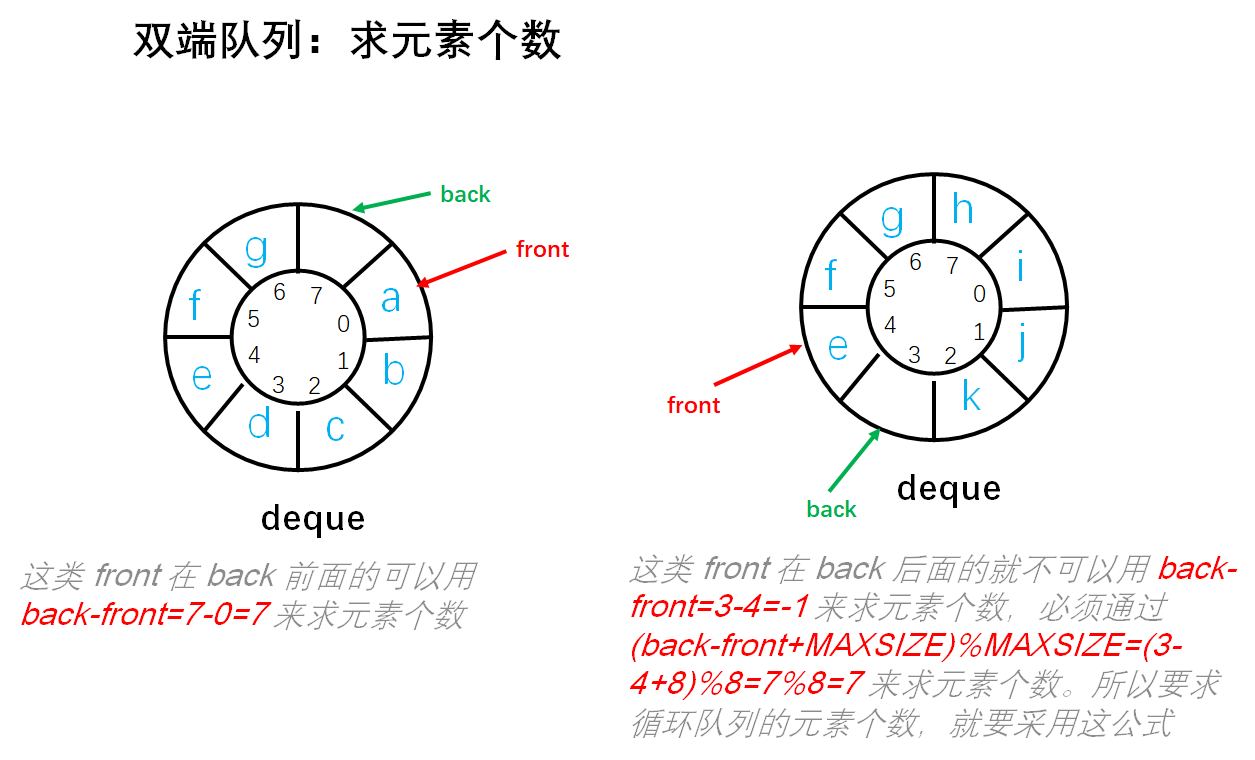 双端队列：求元素个数
back
front
g
a
f
b
e
d
c
6
7
5
0
4
1
3
2
deque
这类 front 在 back 前面的可以用
back-front=7-0=7 来求元素个数
g
h
f
i
e
j
k
6
7
5
0
4
1
3
2
front
back
deque
这类 front 在 back 后面的就不可以用 back-
front=3-4=-1 来求元素个数，必须通过
(back-front+MAXSIZE)%MAXSIZE=(3-
4+8)%8=7%8=7 来求元素个数。所以要求
循环队列的元素个数，就要采用这公式